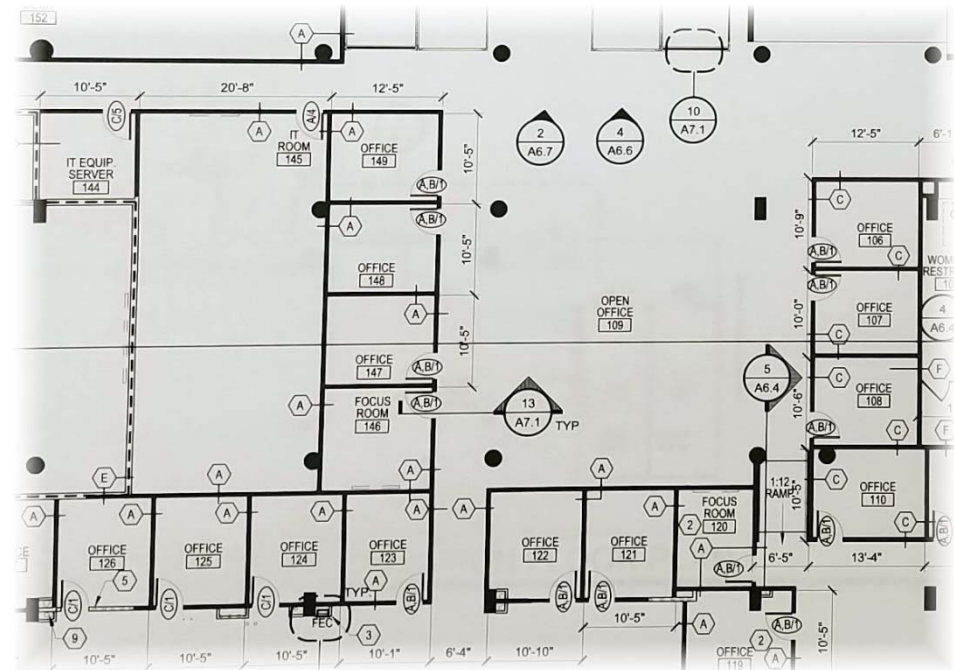 152
A
10'-5"
20'-8"
12'-5"
C/5
A/4
A
A
IT
ROOM
145
OFFICE
149
IT EQUIP.
SERVER
144
10'-5"
A,B/1
A,B/1
A
2
A6.7
4
A6.6
10
A7.1
12'-5"
C
10'-9"
OFFICE
106
A,B/1
C
A,B/1
10'-5"
OFFICE
148
A
OPEN
OFFICE
109
10'-0"
OFFICE
107
C
4
10'-5"
OFFICE
147
A,B/1
A,B/1
FOCUS
ROOM
146
A
13
A7.1
TYP
5
A6.4
C
F
10'-6"
OFFICE
108
A,B/1
C
F
E
A
A
A
A
1:12
RAMP
10'-5"
C
OFFICE
110
C
A
A
A
A
A
OFFICE
126
5
OFFICE
125
OFFICE
124
OFFICE
123
A
OFFICE
122
OFFICE
121
FOCUS
ROOM
120
2
A
6'-5"
13'-4"
A,B/1
A,B/1
A,B/1
C/1
C/1
C/1
TYP.
FEC
3
A,B/1
A,B/1
9
10'-5"
10'-5"
10'-5"
10'-1"
6'-4"
10'-10"
10'-5"
A
OFFICE
119
2
A
A,B/1
10'-5"